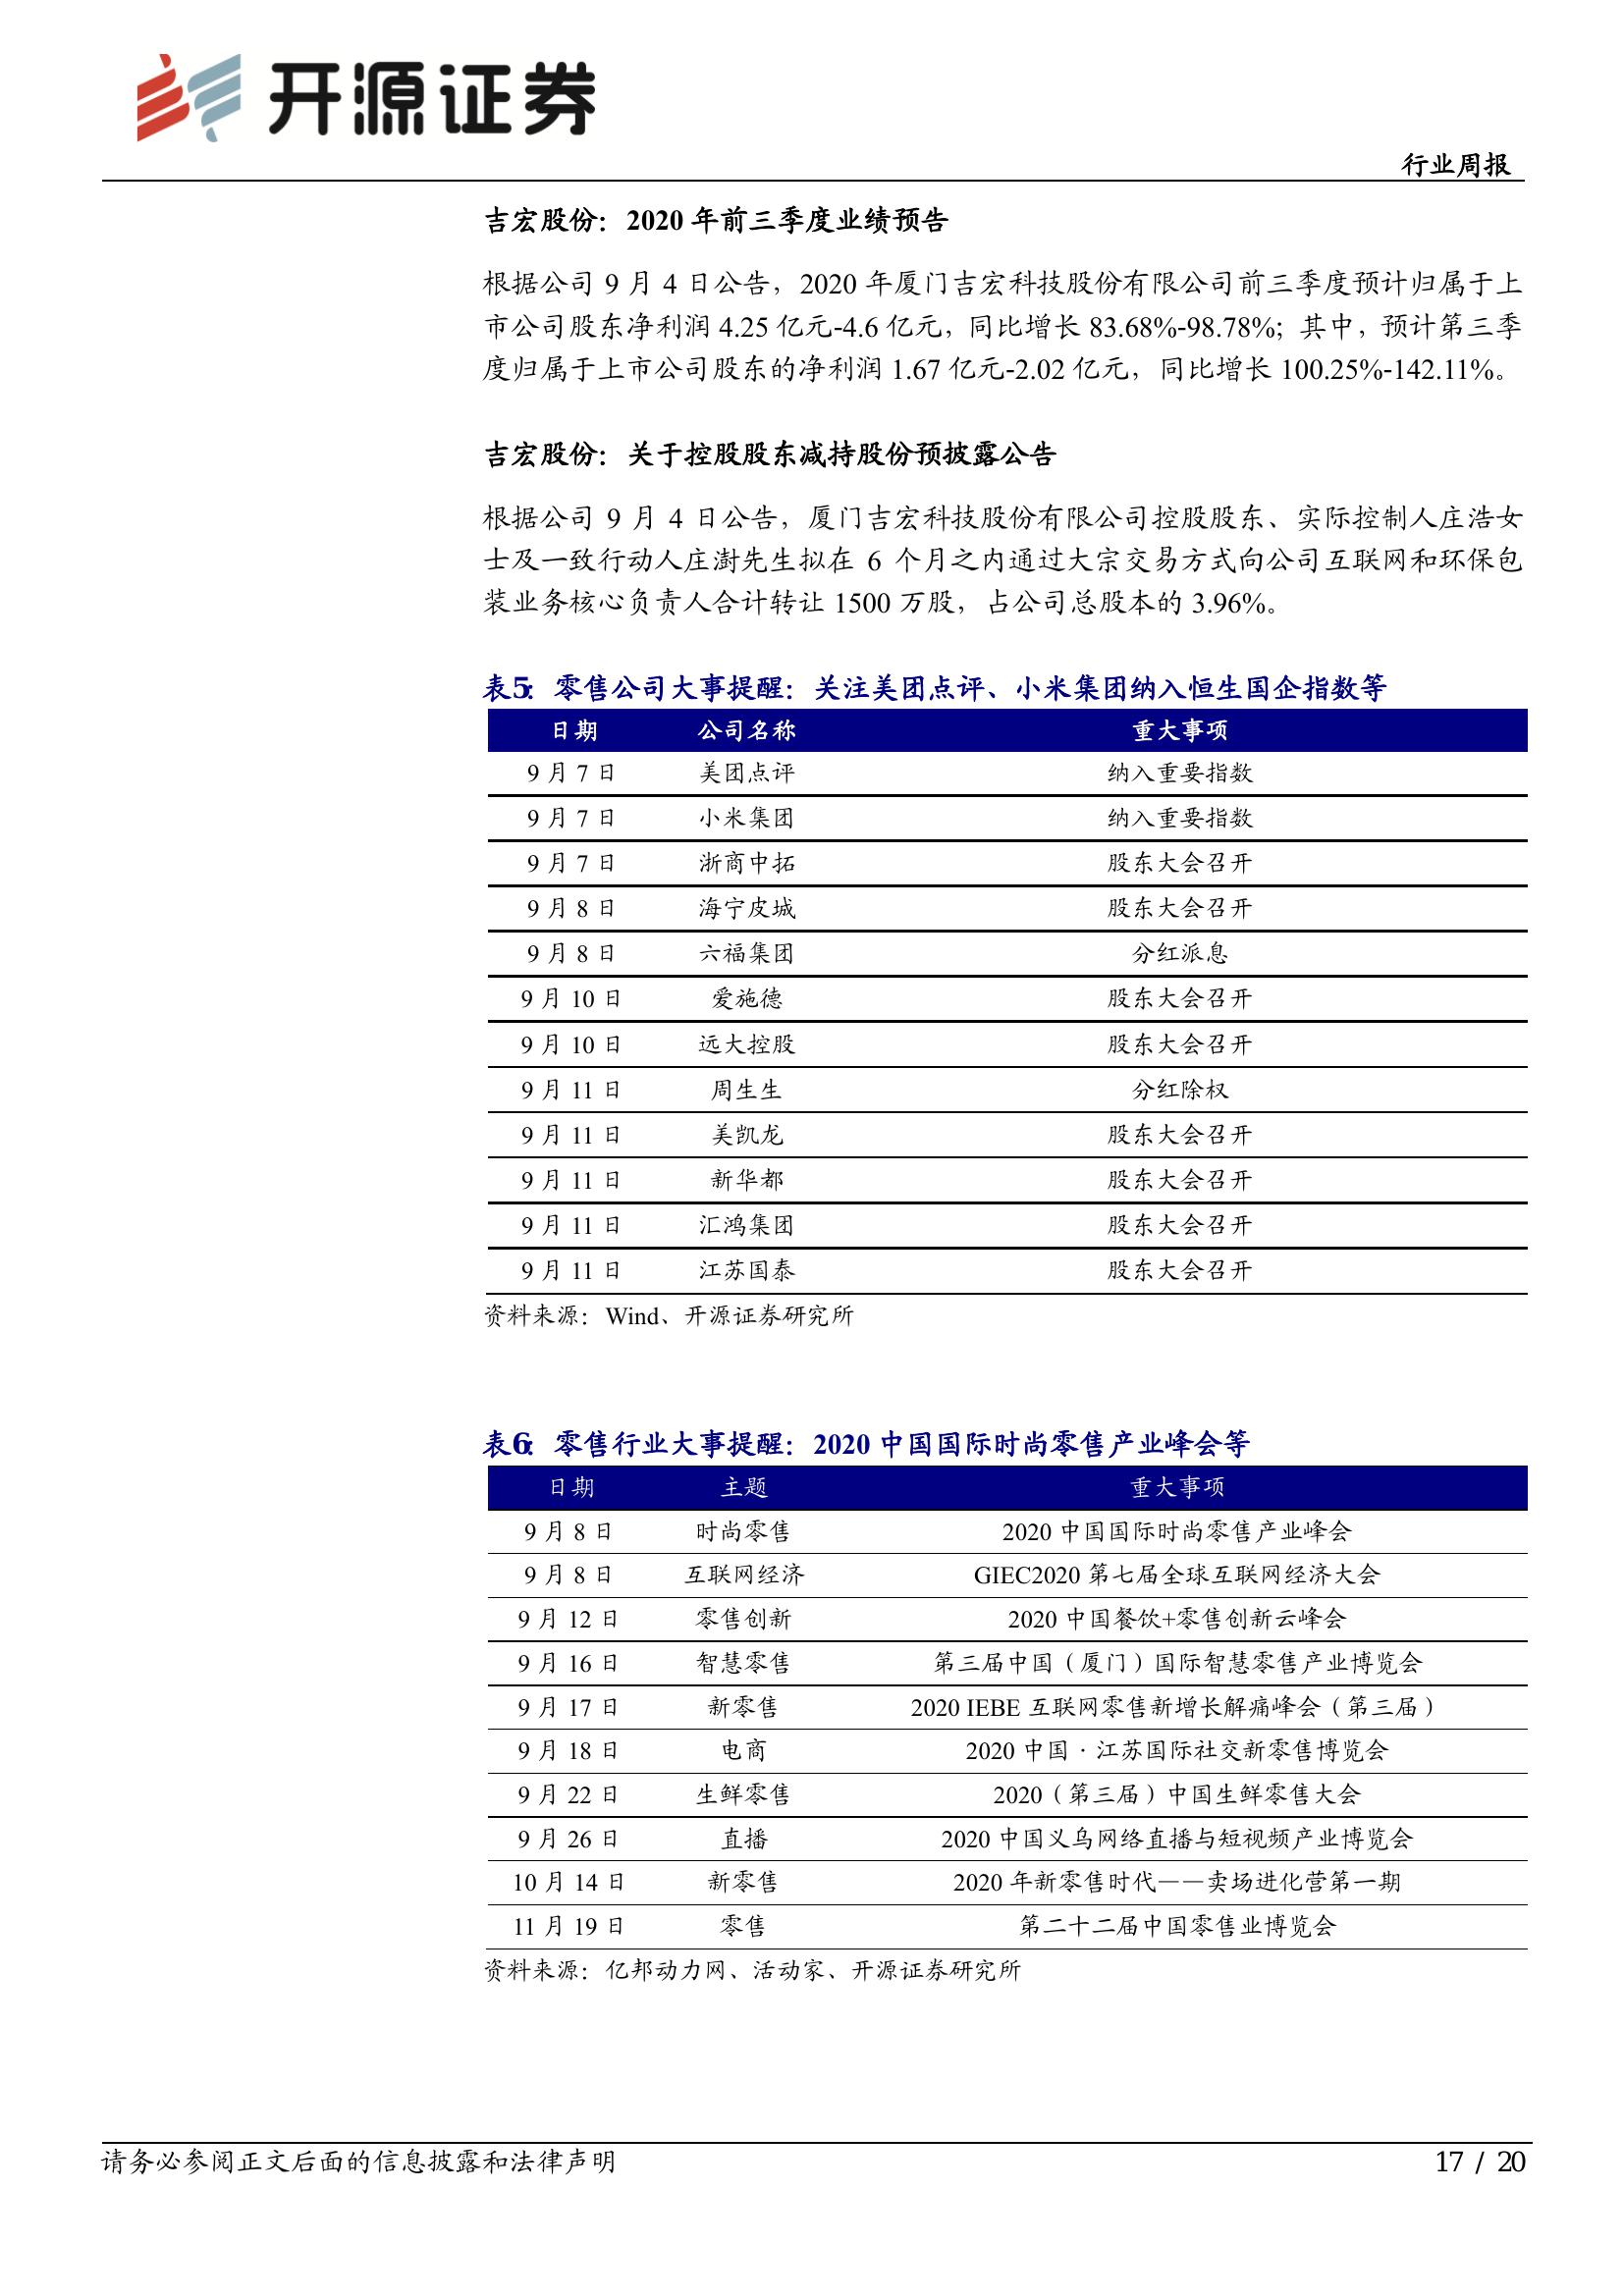 开源证券
行业周报
吉宏股份：2020 年前三季度业绩预告
根据公司 9 月 4 日公告，2020 年厦门吉宏科技股份有限公司前三季度预计归属于上
市公司股东净利润 4.25 亿元-4.6 亿元，同比增长 83.68%-98.78%；其中，预计第三季
度归属于上市公司股东的净利润 1.67 亿元-2.02 亿元，同比增长 100.25%-142.11%。
吉宏股份：关于控股股东减持股份预披露公告
根据公司 9 月 4 日公告，厦门吉宏科技股份有限公司控股股东、实际控制人庄浩女
士及一致行动人庄澍先生拟在 6 个月之内通过大宗交易方式向公司互联网和环保包
装业务核心负责人合计转让 1500 万股，占公司总股本的 3.96%。
表5：零售公司大事提醒：关注美团点评、小米集团纳入恒生国企指数等
日期 公司名称 重大事项
9 月 7 日 美团点评 纳入重要指数
9 月 7 日 小米集团 纳入重要指数
9 月 7 日 浙商中拓 股东大会召开
9 月 8 日 海宁皮城 股东大会召开
9 月 8 日 六福集团 分红派息
9 月 10 日 爱施德 股东大会召开
9 月 10 日 远大控股 股东大会召开
9 月 11 日 周生生 分红除权
9 月 11 日 美凯龙 股东大会召开
9 月 11 日 新华都 股东大会召开
9 月 11 日 汇鸿集团 股东大会召开
9 月 11 日 江苏国泰 股东大会召开
资料来源：Wind、开源证券研究所
表6：零售行业大事提醒：2020 中国国际时尚零售产业峰会等
日期 主题 重大事项
9 月 8 日 时尚零售 2020 中国国际时尚零售产业峰会
9 月 8 日 互联网经济 GIEC2020 第七届全球互联网经济大会
9 月 12 日 零售创新 2020 中国餐饮+零售创新云峰会
9 月 16 日 智慧零售 第三届中国（厦门）国际智慧零售产业博览会
9 月 17 日 新零售 2020 IEBE 互联网零售新增长解痛峰会（第三届）
9 月 18 日 电商 2020 中国·江苏国际社交新零售博览会
9 月 22 日 生鲜零售 2020（第三届）中国生鲜零售大会
9 月 26 日 直播 2020 中国义乌网络直播与短视频产业博览会
10 月 14 日 新零售 2020 年新零售时代——卖场进化营第一期
11 月 19 日 零售 第二十二届中国零售业博览会
资料来源：亿邦动力网、活动家、开源证券研究所
请务必参阅正文后面的信息披露和法律声明
17 / 20